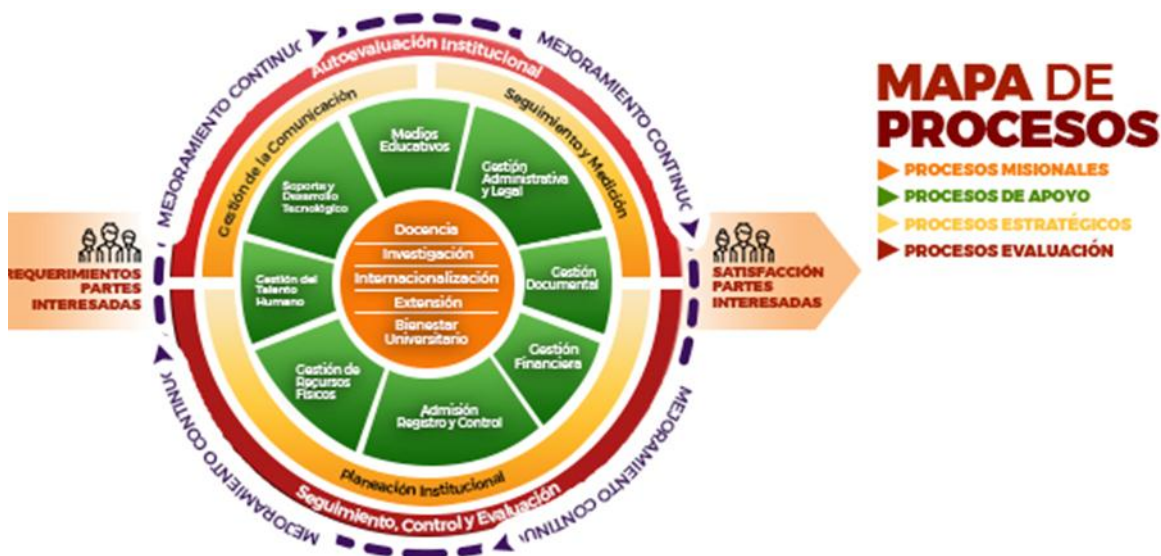 MEJORAMIENTO CONTINUO
MEJORAMIENTO CONTINUO
Autoevaluación Institucional
Gestión de la Comunicación
Seguimiento y Medición
Medios
Educativos
Gestión
Administrativa
y Legal
Soporte y
Desarrollo
Tecnológico
Gestión del
Talento
Humano
Gestión
Documental
Gestión de
Recursos
Físicos
Gestión
Financiera
Admisión
Registro y Control
Docencia
Investigación
Internacionalización
Extensión
Bienestar
Universitario
planeación Institucional
Seguimiento, Control y Evaluación
MEJORAMIENTO CONTINUO
MEJORAMIENTO CONTINUO
REQUERIMIENTOS
PARTES
INTERESADAS
SATISFACCIÓN
PARTES
INTERESADAS
MAPA DE
PROCESOS
PROCESOS MISIONALES
PROCESOS DE APOYO
PROCESOS ESTRATÉGICOS
PROCESOS EVALUACIÓN